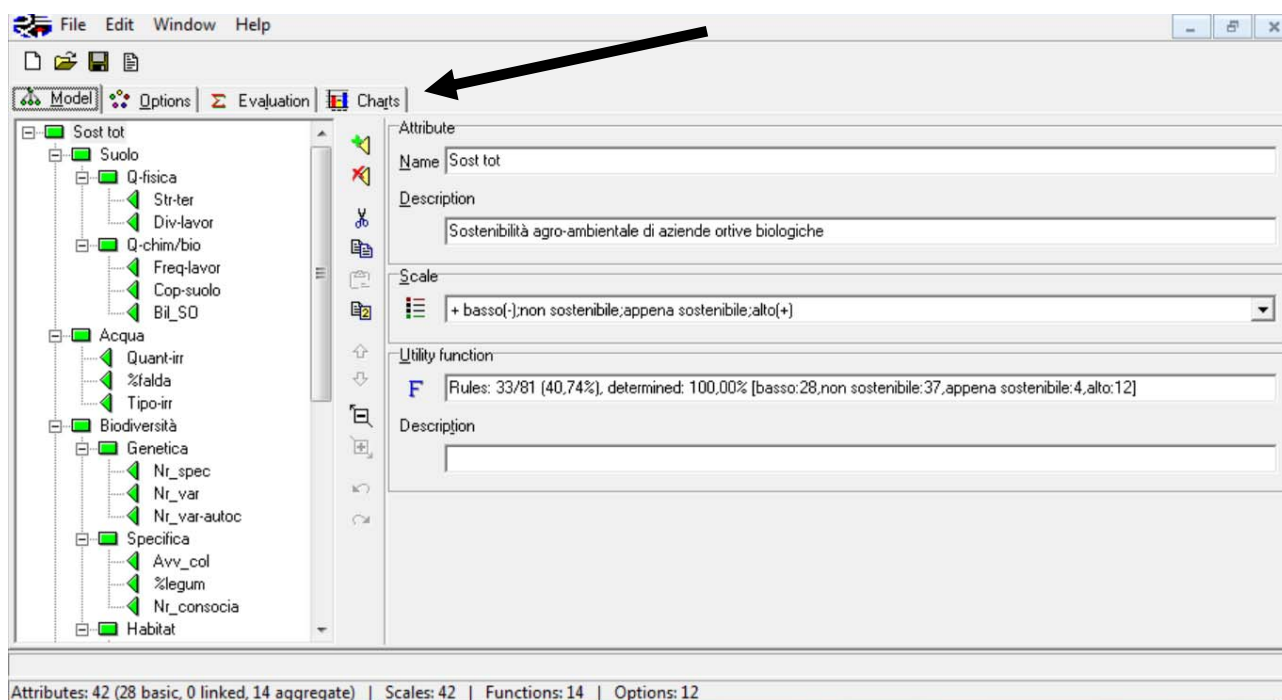 File Edit Window Help
Model Options Evaluation Charts
Sost tot
Suolo
Q-fisica
Str-ter
Div-lavor
Q-chim/bio
Freq-lavor
Cop-suolo
Bil_SO
Acqua
Quant-irr
%falda
Tipo-irr
Biodiversità
Genetica
Nr_spec
Nr_var
Nr_var-autoc
Specifica
Avv_col
%legum
Nr_consocia
Habitat
Attribute
Name Sost tot
Description
Sostenibilità agro-ambientale di aziende ortive biologiche
Scale
+ basso(-);non sostenibile;appena sostenibile;alto(+)
Utility function
F Rules: 33/81 (40,74%), determined: 100,00% [basso:28,non sostenibile:37,appena sostenibile:4,alto:12]
Description
Attributes: 42 (28 basic, 0 linked, 14 aggregate) | Scales: 42 | Functions: 14 | Options: 12